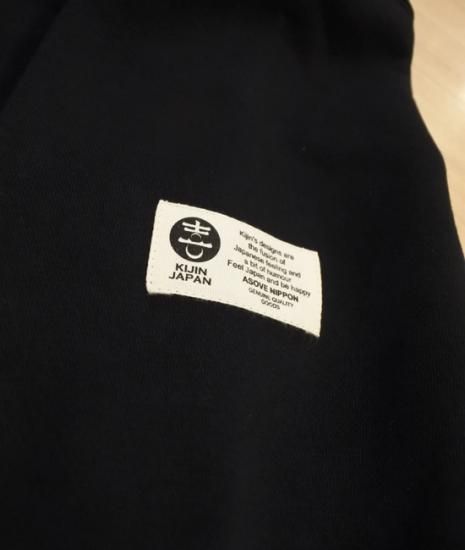 KIJIN
JAPAN
Kijin's designs are
the fusion of
Japanese feeling and
a bit of humour
Feel Japan and be happy
ASOVE NIPPON
GENUINE QUALITY
GOODS